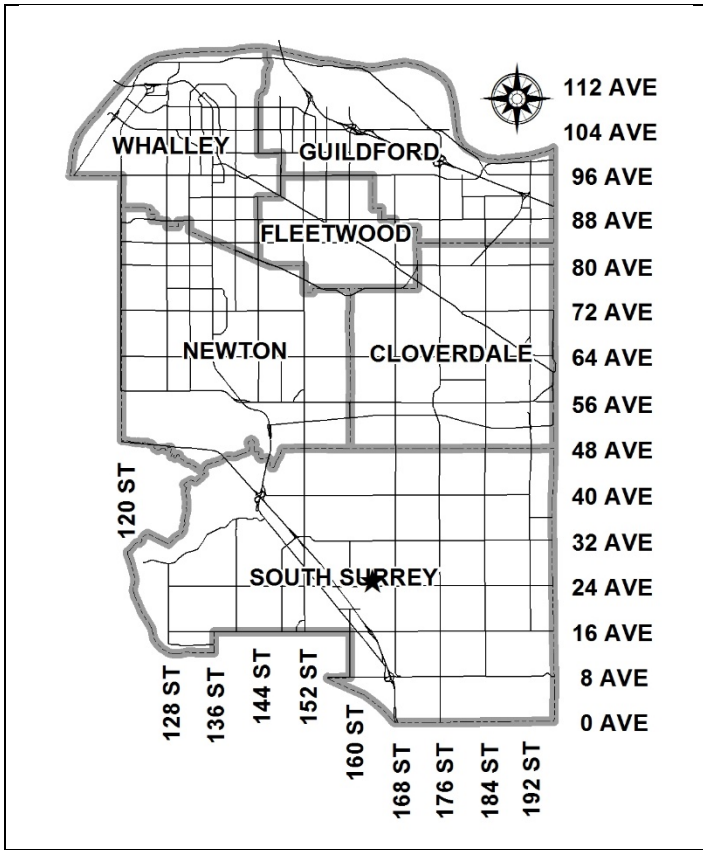 112 AVE
104 AVE
WHALLEY
GUILDFORD
96 AVE
88 AVE
FLEETWOOD
80 AVE
72 AVE
NEWTON
CLOVERDALE
64 AVE
56 AVE
48 AVE
120 ST
40 AVE
32 AVE
SOUTH SURREY
24 AVE
16 AVE
8 AVE
128 ST
136 ST
144 ST
152 ST
160 ST
0 AVE
168 ST
176 ST
184 ST
192 ST